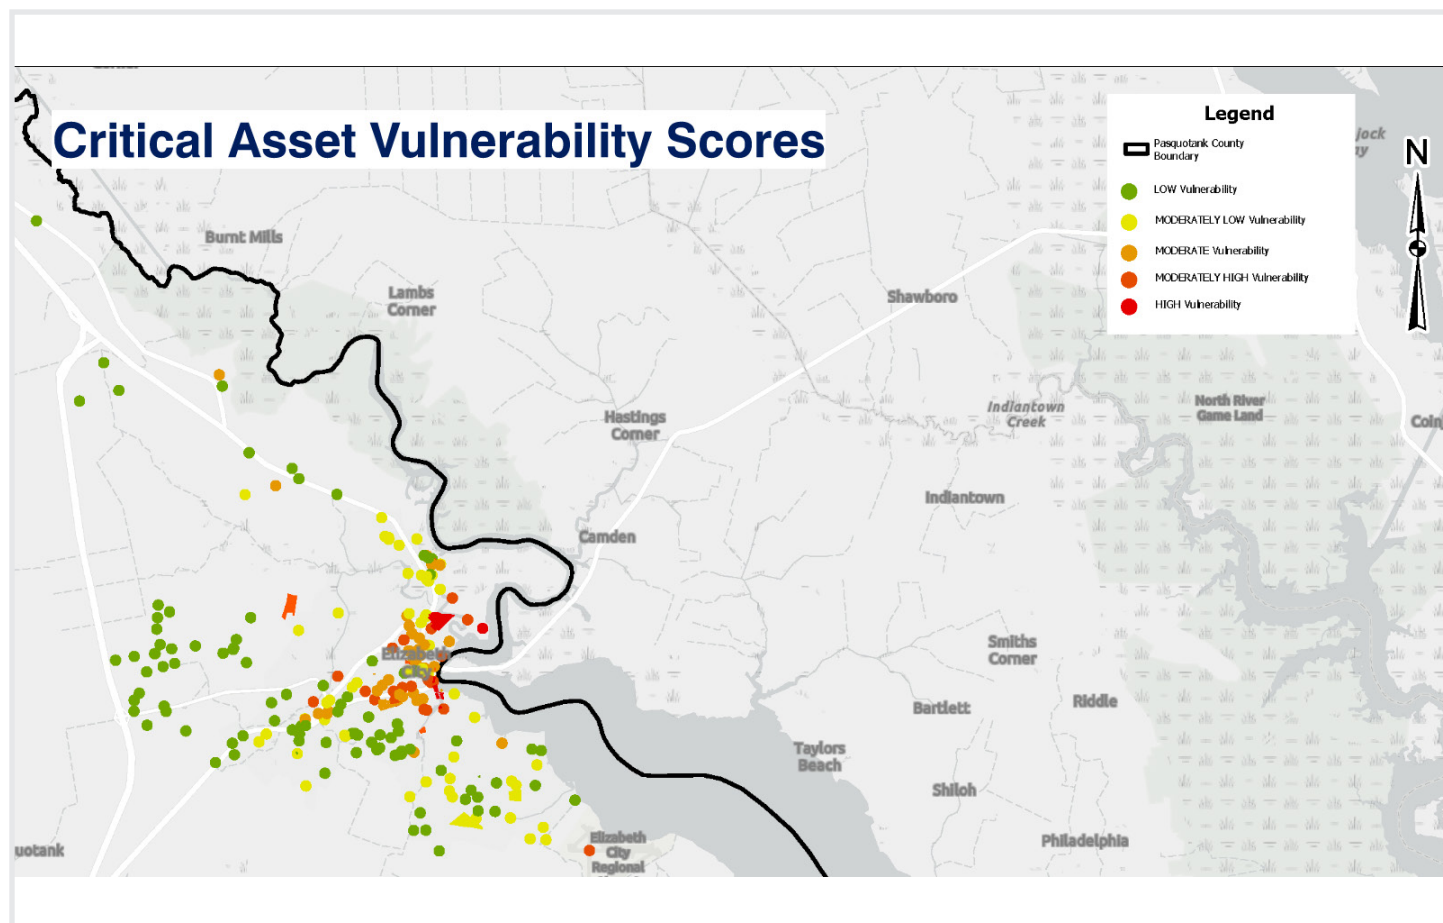 Critical Asset Vulnerability Scores
Legend
Pasquotank County
Boundary
LOW Vulnerability
MODERATELY LOW Vulnerability
MODERATE Vulnerability
MODERATELY HIGH Vulnerability
HIGH Vulnerability
N
Burnt Mills
Lambs
Corner
Shawboro
Hastings
Corner
Indiantown
Creek
North River
Game Land
Indiantown
Camden
Elizabeth
City
Smiths
Corner
Riddle
Bartlett
Taylors
Beach
Shiloh
Philadelphia
Elizabeth
City
Regional
uotank